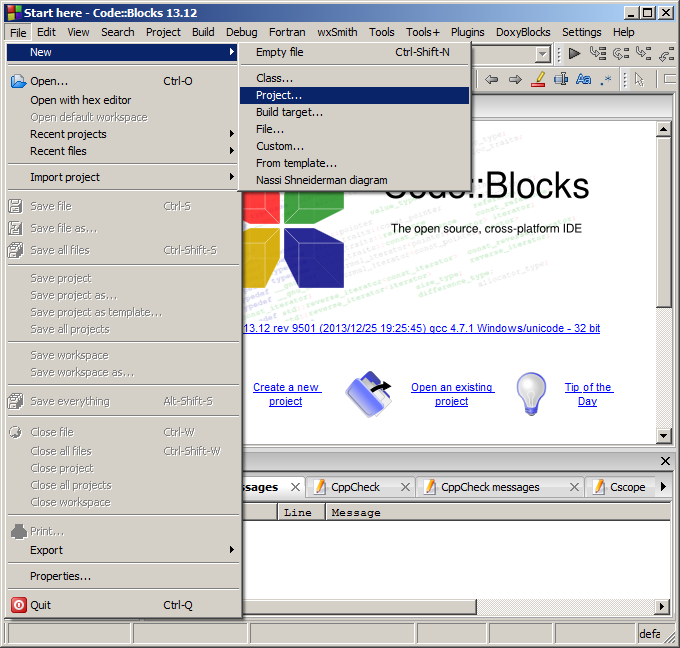 Start here - Code::Blocks 13.12
File Edit View Search Project Build Debug Fortran wxSmith Tools Tools+ Plugins DoxyBlocks Settings Help
New
Empty file Ctrl-Shift-N
Class...
Project...
Build target...
File...
Custom...
From template...
Nassi Shneiderman diagram
Open... Ctrl-O
Open with hex editor
Open default workspace
Recent projects
Recent files
Import project
Save file Ctrl-S
Save file as...
Save all files Ctrl-Shift-S
Save project
Save project as...
Save project as template...
Save all projects
Save workspace
Save workspace as...
Save everything Alt-Shift-S
Close file Ctrl-W
Close all files Ctrl-Shift-W
Close project
Close all projects
Close workspace
Print...
Export
Properties...
Quit Ctrl-Q
Aa .*
Code::Blocks
The open source, cross-platform IDE
13.12 rev 9501 (2013/12/25 19:25:45) gcc 4.7.1 Windows/unicode - 32 bit
Create a new project
Open an existing project
Tip of the Day
ssages CppCheck CppCheck messages Cscope
Line Message
defa